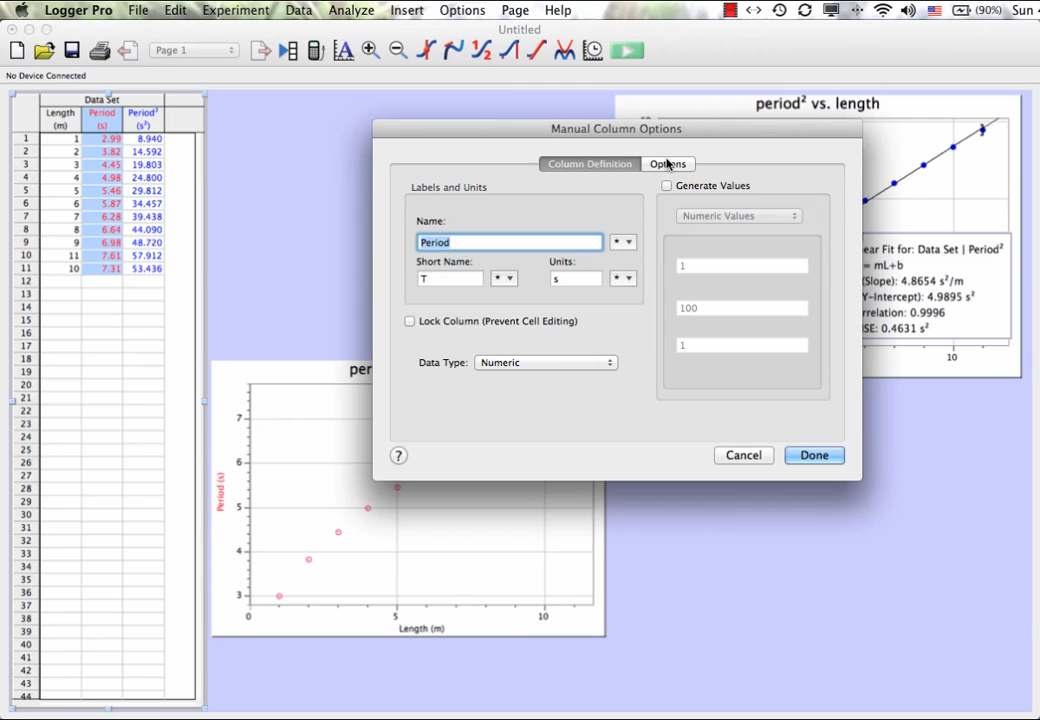 Logger Pro File Edit Experiment Data Analyze Insert Options Page Help (90%) Sun
Untitled
Page 1
No Device Connected
Data Set
Length (m) Period (s) Period² (s²)
1 1 2.99 8.940
2 2 3.82 14.592
3 3 4.45 19.803
4 4 4.98 24.800
5 5 5.46 29.812
6 6 5.87 34.457
7 7 6.28 39.438
8 8 6.64 44.090
9 9 6.98 48.720
10 11 7.61 57.912
11 10 7.31 53.436
12
13
14
15
16
17
18
19
20
21
22
23
24
25
26
27
28
29
30
31
32
33
34
35
36
37
38
39
40
41
42
43
44
Manual Column Options
Column Definition Options
Labels and Units
Name:
Period
Short Name: Units:
T s
Lock Column (Prevent Cell Editing)
Data Type: Numeric
Generate Values
Numeric Values
1
100
1
? Cancel Done
period² vs. length
ear Fit for: Data Set | Period²
= mL+b
(Slope): 4.8654 s²/m
Y-Intercept): 4.9895 s²
rrelation: 0.9996
SE: 0.4631 s²
10
per
7
6
5
4
3
Period (s)
0 5 10
Length (m)